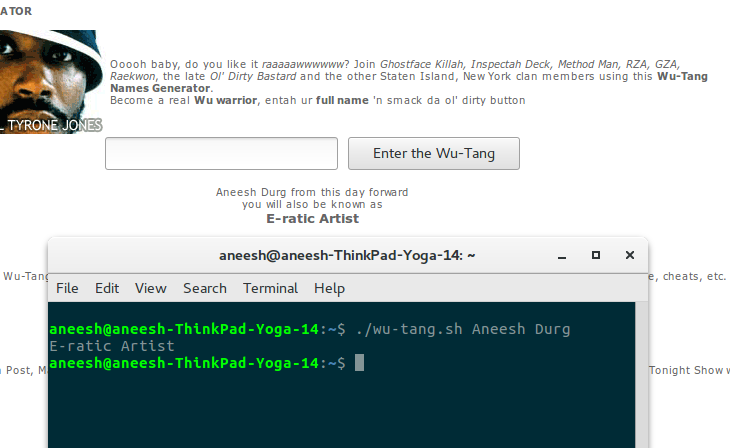 ATOR
Ooooh baby, do you like it raaaaawwwwww? Join Ghostface Killah, Inspectah Deck, Method Man, RZA, GZA,
Raekwon, the late Ol' Dirty Bastard and the other Staten Island, New York clan members using this Wu-Tang
Names Generator.
Become a real Wu warrior, entah ur full name 'n smack da ol' dirty button
TYRONE JONES
Enter the Wu-Tang
Aneesh Durg from this day forward
you will also be known as
E-ratic Artist
aneesh@aneesh-ThinkPad-Yoga-14: ~
Wu-Tang
e, cheats, etc.
File Edit View Search Terminal Help
aneesh@aneesh-ThinkPad-Yoga-14:~$ ./wu-tang.sh Aneesh Durg
E-ratic Artist
aneesh@aneesh-ThinkPad-Yoga-14:~$
Post, M
Tonight Show w